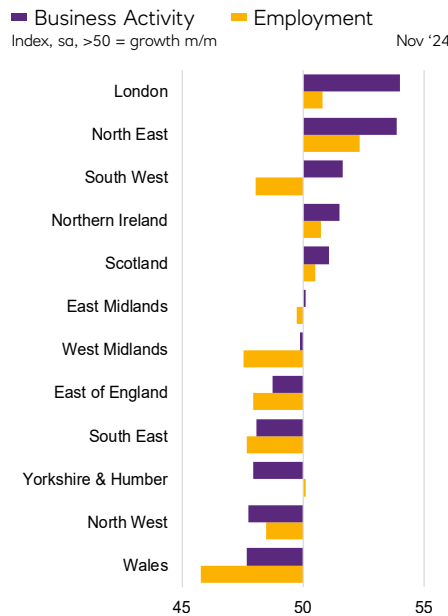 Business Activity Employment
Index, sa, >50 = growth m/m Nov ‘24
London
North East
South West
Northern Ireland
Scotland
East Midlands
West Midlands
East of England
South East
Yorkshire & Humber
North West
Wales
45 50 55